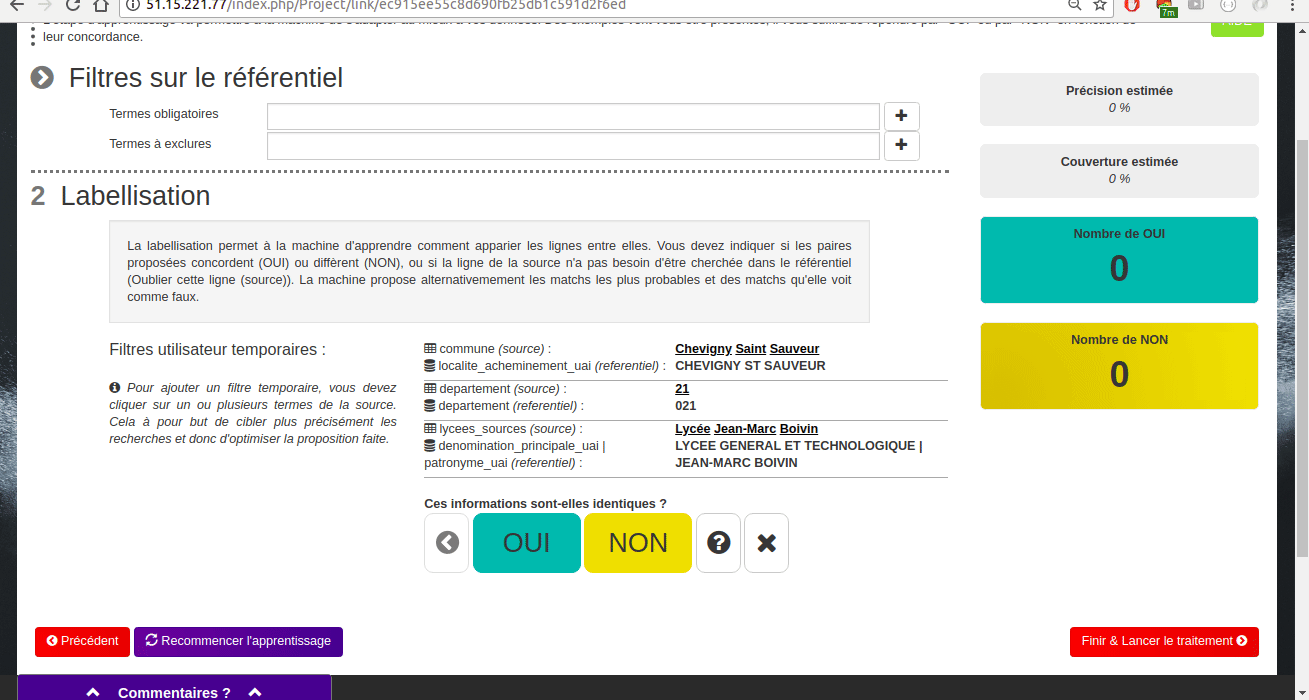 51.15.221.77/index.php/Project/link/ec915ee55c8d690fb25db1c591d2f6ed
7m
leur concordance.
Filtres sur le référentiel
Termes obligatoires
Termes à exclures
Précision estimée
0 %
Couverture estimée
0 %
2 Labellisation
La labellisation permet à la machine d'apprendre comment apparier les lignes entre elles. Vous devez indiquer si les paires
proposées concordent (OUI) ou diffèrent (NON), ou si la ligne de la source n'a pas besoin d'être cherchée dans le référentiel
(Oublier cette ligne (source)). La machine propose alternativemement les matchs les plus probables et des matchs qu'elle voit
comme faux.
Nombre de OUI
0
Nombre de NON
0
Filtres utilisateur temporaires :
Pour ajouter un filtre temporaire, vous devez
cliquer sur un ou plusieurs termes de la source.
Cela à pour but de cibler plus précisément les
recherches et donc d'optimiser la proposition faite.
commune (source) : Chevigny Saint Sauveur
localite_acheminement_uai (referentiel) : CHEVIGNY ST SAUVEUR
departement (source) : 21
departement (referentiel) : 021
lycees_sources (source) : Lycée Jean-Marc Boivin
denomination_principale_uai | LYCEE GENERAL ET TECHNOLOGIQUE |
patronyme_uai (referentiel) : JEAN-MARC BOIVIN
Ces informations sont-elles identiques ?
OUI NON
Précédent Recommencer l'apprentissage Finir & Lancer le traitement
Commentaires ?